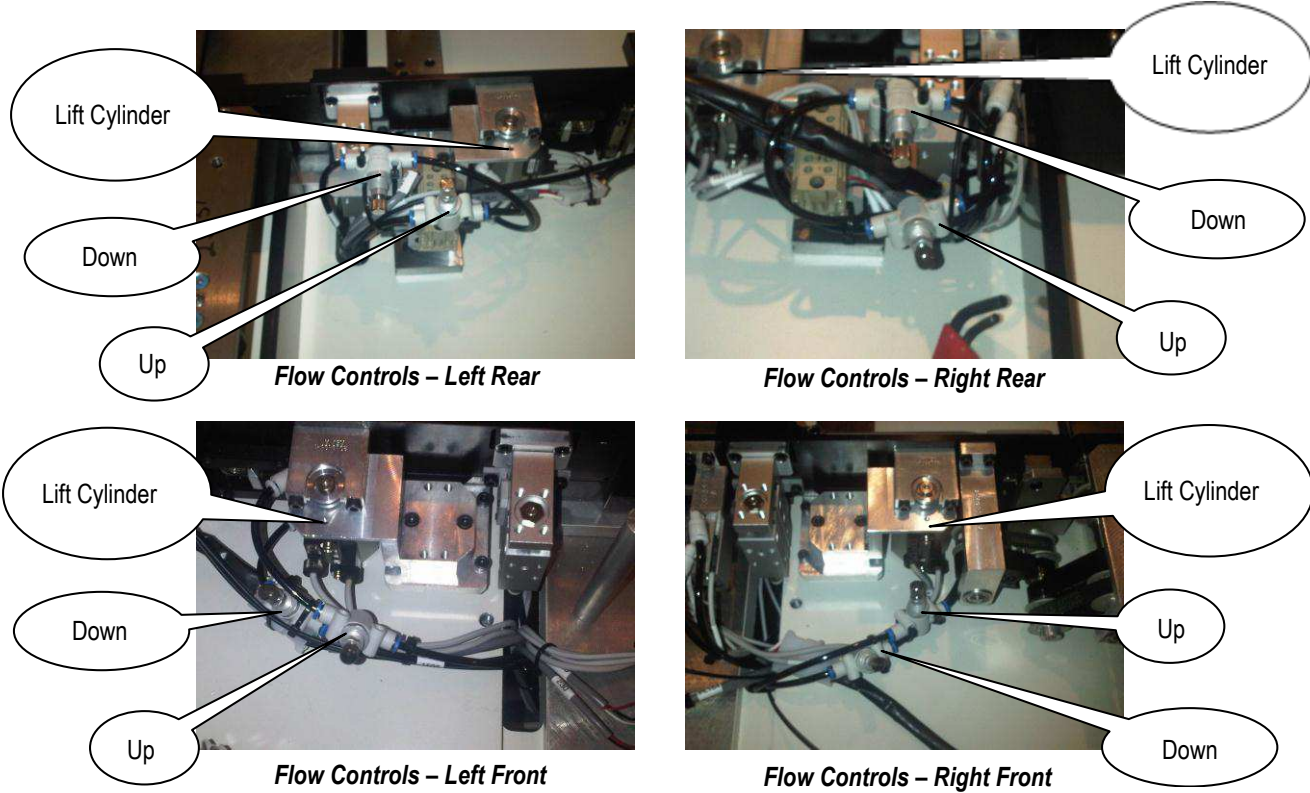 Lift Cylinder
Down
Up
Flow Controls – Left Rear
Lift Cylinder
Down
Up
Flow Controls – Right Rear
Lift Cylinder
Down
Up
Flow Controls – Left Front
Lift Cylinder
Up
Down
Flow Controls – Right Front